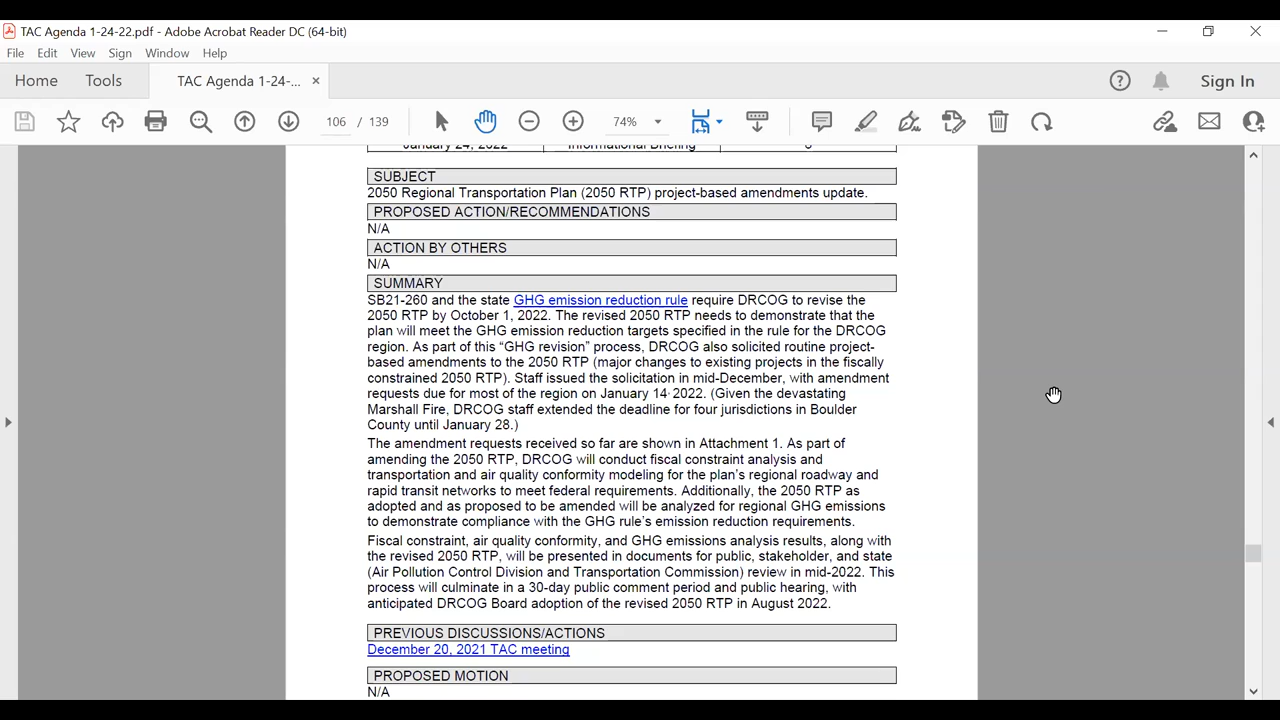 TAC Agenda 1-24-22.pdf - Adobe Acrobat Reader DC (64-bit)
File Edit View Sign Window Help
Home Tools TAC Agenda 1-24-... × Sign In
106 / 139 74%
January 24, 2022 Informational Briefing
SUBJECT
2050 Regional Transportation Plan (2050 RTP) project-based amendments update.
PROPOSED ACTION/RECOMMENDATIONS
N/A
ACTION BY OTHERS
N/A
SUMMARY
SB21-260 and the state GHG emission reduction rule require DRCOG to revise the
2050 RTP by October 1, 2022. The revised 2050 RTP needs to demonstrate that the
plan will meet the GHG emission reduction targets specified in the rule for the DRCOG
region. As part of this “GHG revision” process, DRCOG also solicited routine project-
based amendments to the 2050 RTP (major changes to existing projects in the fiscally
constrained 2050 RTP). Staff issued the solicitation in mid-December, with amendment
requests due for most of the region on January 14, 2022. (Given the devastating
Marshall Fire, DRCOG staff extended the deadline for four jurisdictions in Boulder
County until January 28.)
The amendment requests received so far are shown in Attachment 1. As part of
amending the 2050 RTP, DRCOG will conduct fiscal constraint analysis and
transportation and air quality conformity modeling for the plan’s regional roadway and
rapid transit networks to meet federal requirements. Additionally, the 2050 RTP as
adopted and as proposed to be amended will be analyzed for regional GHG emissions
to demonstrate compliance with the GHG rule’s emission reduction requirements.
Fiscal constraint, air quality conformity, and GHG emissions analysis results, along with
the revised 2050 RTP, will be presented in documents for public, stakeholder, and state
(Air Pollution Control Division and Transportation Commission) review in mid-2022. This
process will culminate in a 30-day public comment period and public hearing, with
anticipated DRCOG Board adoption of the revised 2050 RTP in August 2022.
PREVIOUS DISCUSSIONS/ACTIONS
December 20, 2021 TAC meeting
PROPOSED MOTION
N/A